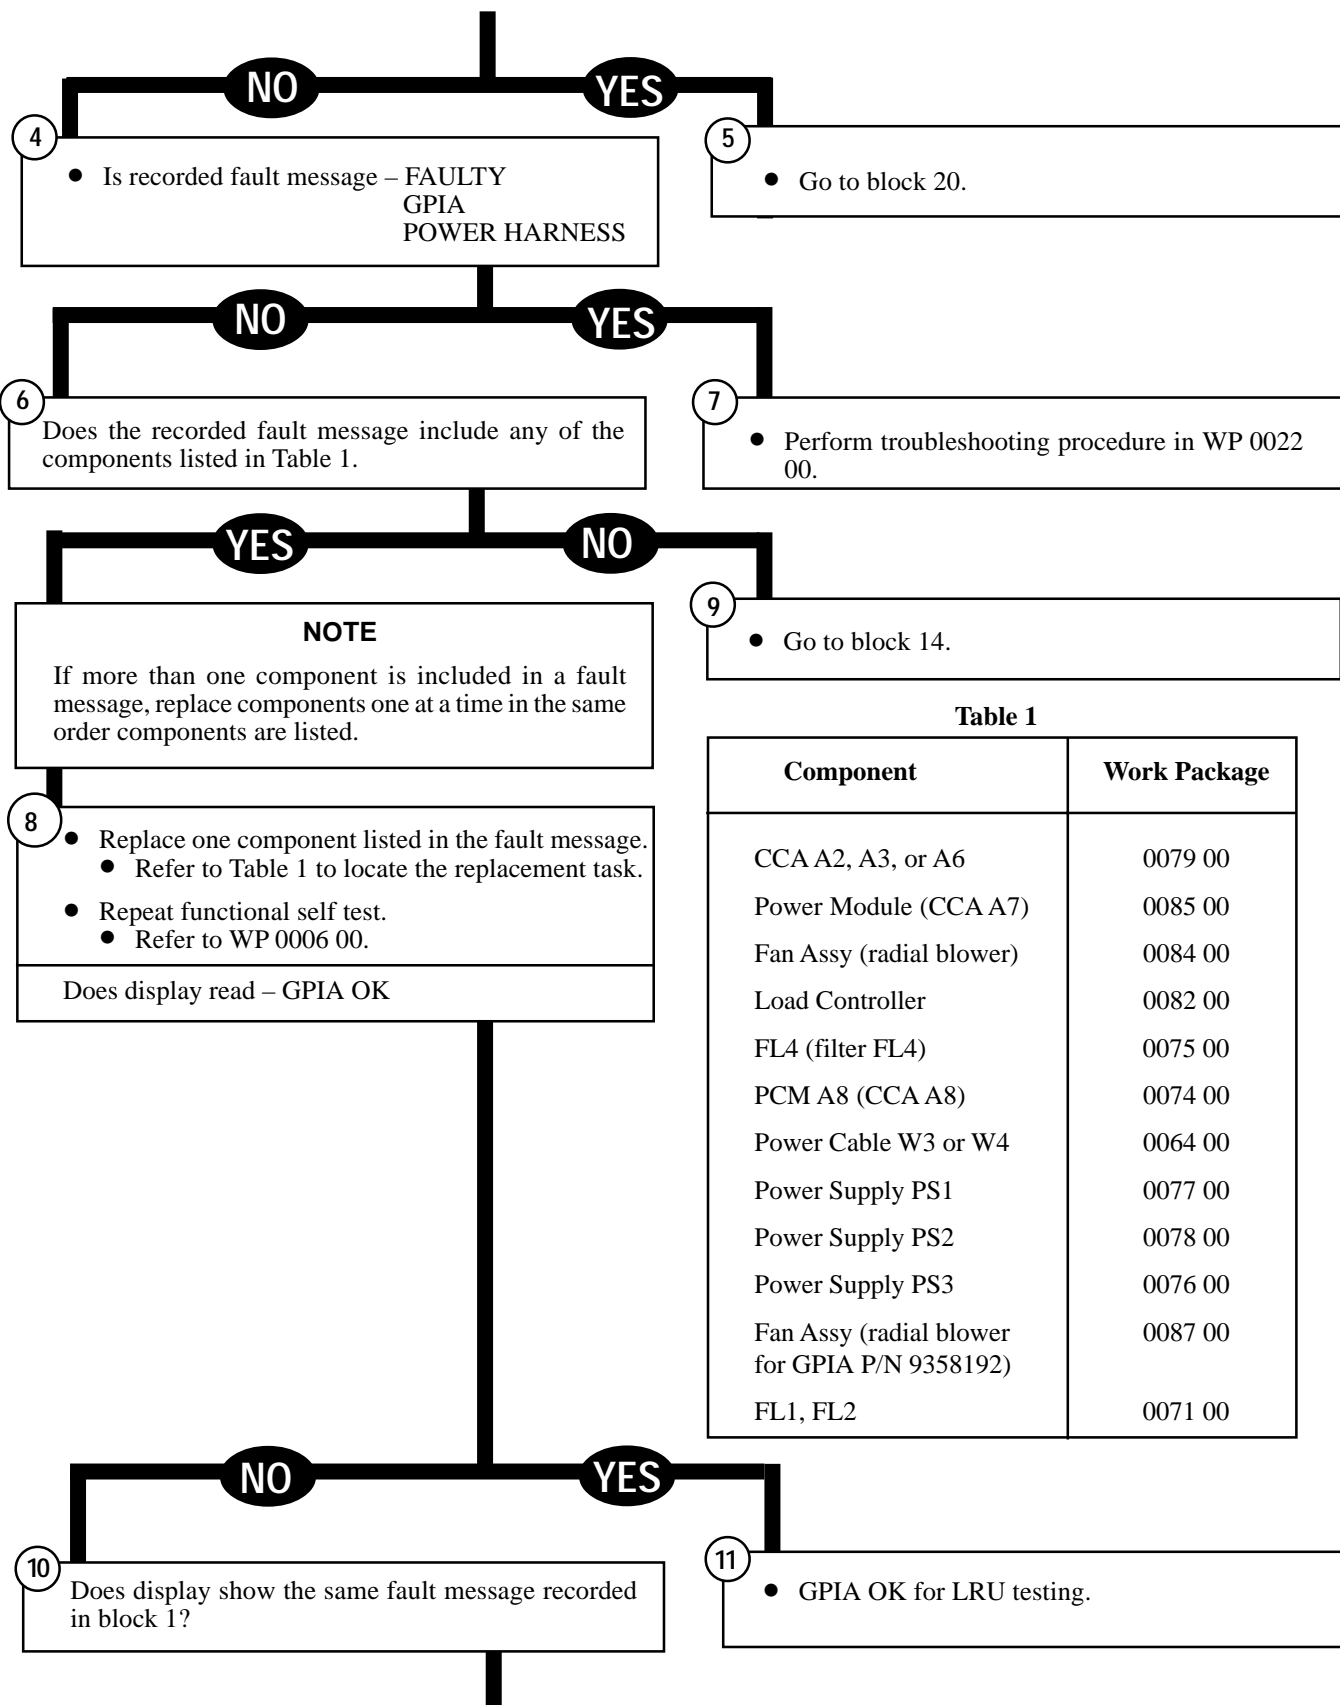 NO
YES
4
● Is recorded fault message – FAULTY
GPIA
POWER HARNESS
5
● Go to block 20.
NO
YES
6
Does the recorded fault message include any of the
components listed in Table 1.
7
● Perform troubleshooting procedure in WP 0022
00.
YES
NO
NOTE
If more than one component is included in a fault
message, replace components one at a time in the same
order components are listed.
9
● Go to block 14.
8
● Replace one component listed in the fault message.
● Refer to Table 1 to locate the replacement task.
● Repeat functional self test.
● Refer to WP 0006 00.
Does display read – GPIA OK
Table 1
Component Work Package
CCA A2, A3, or A6 0079 00
Power Module (CCA A7) 0085 00
Fan Assy (radial blower) 0084 00
Load Controller 0082 00
FL4 (filter FL4) 0075 00
PCM A8 (CCA A8) 0074 00
Power Cable W3 or W4 0064 00
Power Supply PS1 0077 00
Power Supply PS2 0078 00
Power Supply PS3 0076 00
Fan Assy (radial blower 0087 00
for GPIA P/N 9358192)
FL1, FL2 0071 00
NO
YES
10
Does display show the same fault message recorded
in block 1?
11
● GPIA OK for LRU testing.